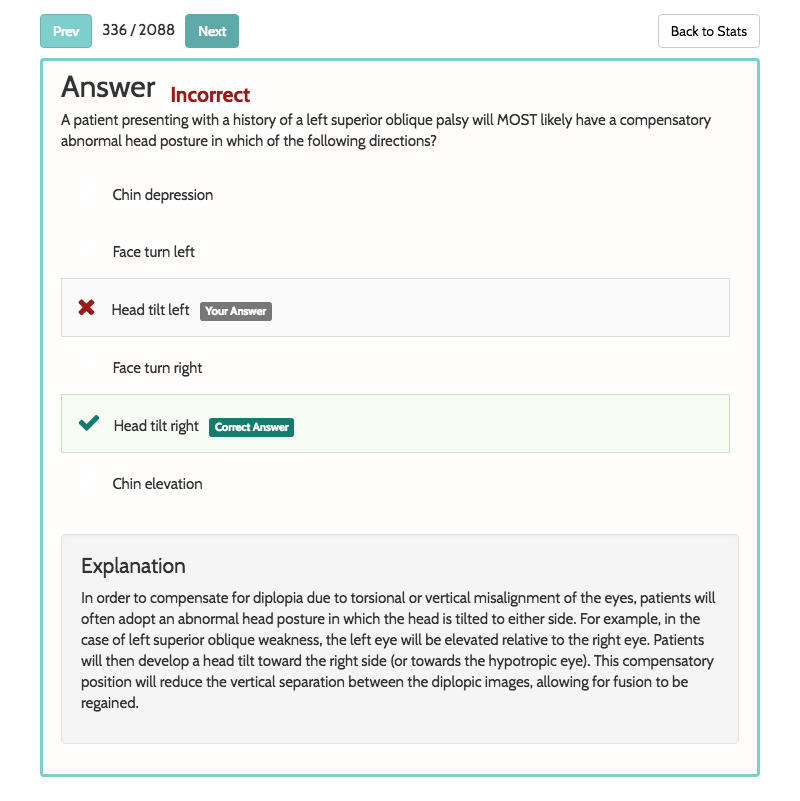 Prev 336 / 2088 Next Back to Stats
Answer Incorrect
A patient presenting with a history of a left superior oblique palsy will MOST likely have a compensatory
abnormal head posture in which of the following directions?
Chin depression
Face turn left
Head tilt left Your Answer
Face turn right
Head tilt right Correct Answer
Chin elevation
Explanation
In order to compensate for diplopia due to torsional or vertical misalignment of the eyes, patients will
often adopt an abnormal head posture in which the head is tilted to either side. For example, in the
case of left superior oblique weakness, the left eye will be elevated relative to the right eye. Patients
will then develop a head tilt toward the right side (or towards the hypotropic eye). This compensatory
position will reduce the vertical separation between the diplopic images, allowing for fusion to be
regained.